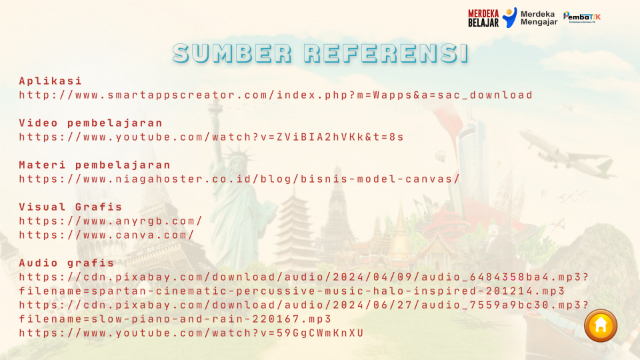 MERDEKA
BELAJAR
Merdeka
Mengajar
PembaTIK
SUMBER REFERENSI
Aplikasi
http://www.smartappscreator.com/index.php?m=Wapps&a=sac_download
Video pembelajaran
https://www.youtube.com/watch?v=ZViBIA2hVKk&t=8s
Materi pembelajaran
https://www.niagahoster.co.id/blog/bisnis-model-canvas/
Visual Grafis
https://www.anyrgb.com/
https://www.canva.com/
Audio grafis
https://cdn.pixabay.com/download/audio/2024/04/09/audio_6484358ba4.mp3?
filename=spartan-cinematic-percussive-music-halo-inspired-201214.mp3
https://cdn.pixabay.com/download/audio/2024/06/27/audio_7559a9bc30.mp3?
filename=slow-piano-and-rain-220167.mp3
https://www.youtube.com/watch?v=59GgCWmKnXU